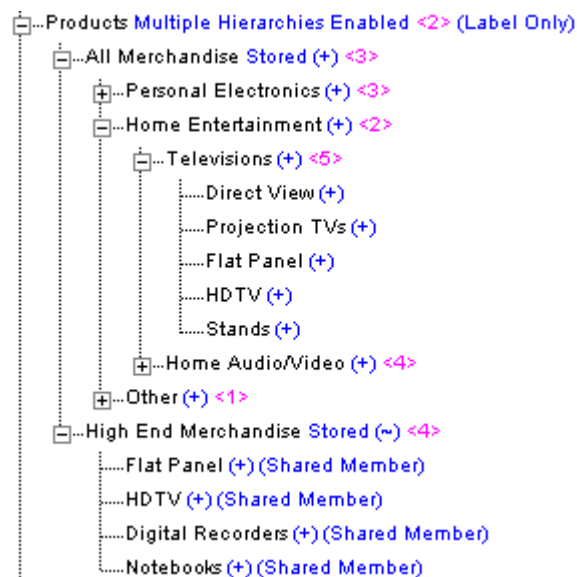 Products Multiple Hierarchies Enabled <2> (Label Only)
All Merchandise Stored (+) <3>
Personal Electronics (+) <3>
Home Entertainment (+) <2>
Televisions (+) <5>
Direct View (+)
Projection TVs (+)
Flat Panel (+)
HDTV (+)
Stands (+)
Home Audio/Video (+) <4>
Other (+) <1>
High End Merchandise Stored (~) <4>
Flat Panel (+) (Shared Member)
HDTV (+) (Shared Member)
Digital Recorders (+) (Shared Member)
Notebooks (+) (Shared Member)